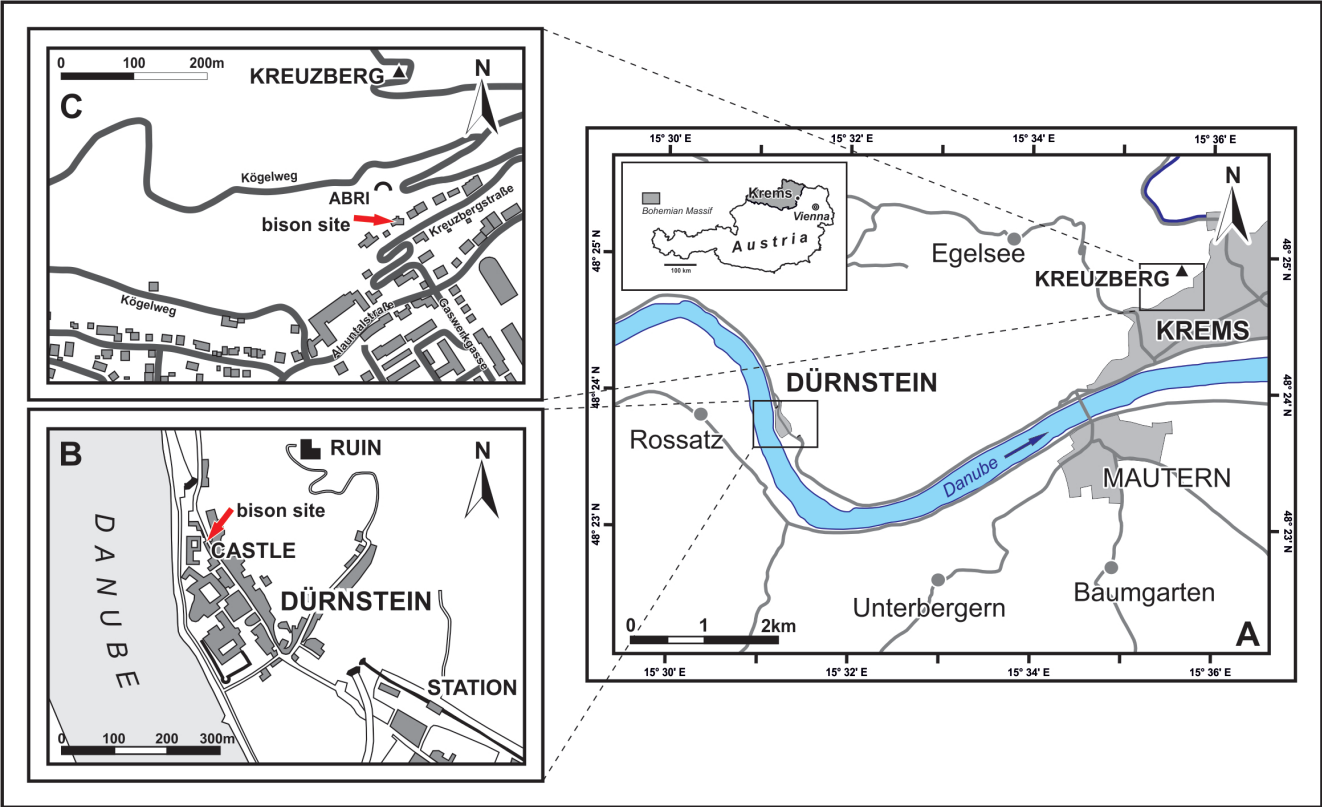 0 100 200m
KREUZBERG
N
C
Kögelweg
ABRI
bison site
Kreuzbergstraße
Kögelweg
Alauntalstraße
Gaswerkgasse
B
RUIN
N
bison site
CASTLE
DANUBE
DÜRNSTEIN
STATION
0 100 200 300m
15° 30' E 15° 32' E 15° 34' E 15° 36' E
Krems
Bohemian Massif
Vienna
Austria
100 km
N
48° 25' N
48° 25' N
Egelsee
KREUZBERG
KREMS
48° 24' N
48° 24' N
DÜRNSTEIN
Rossatz
Danube
MAUTERN
48° 23' N
48° 23' N
Unterbergern
Baumgarten
0 1 2km
A
15° 30' E 15° 32' E 15° 34' E 15° 36' E